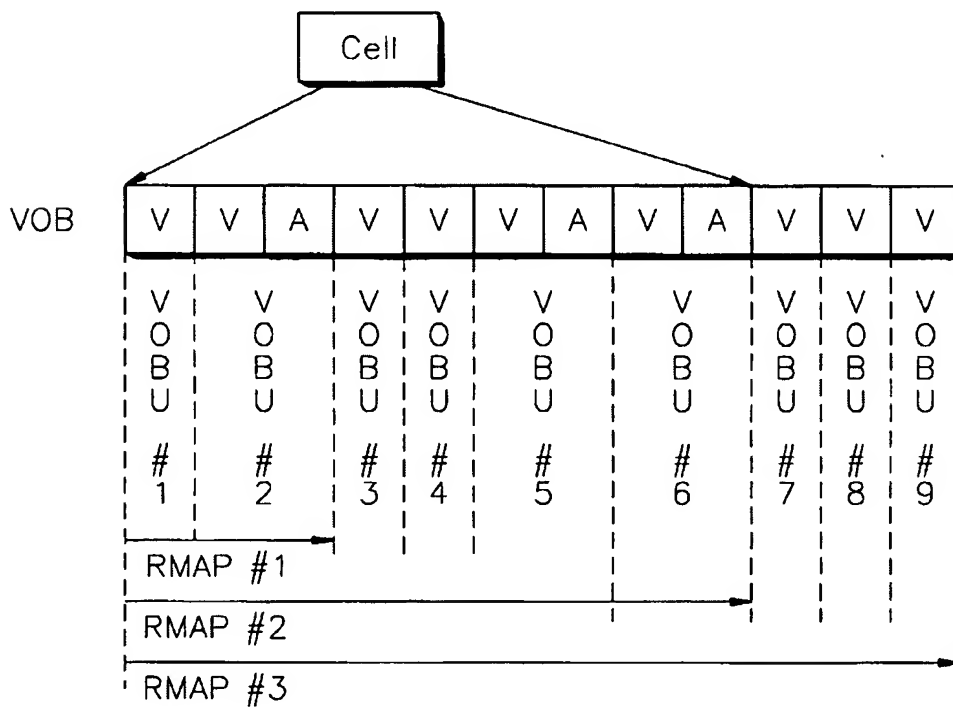 Cell
VOB V V A V V V A V A V V V
VOBU #1 VOBU #2 VOBU #3 VOBU #4 VOBU #5 VOBU #6 VOBU #7 VOBU #8 VOBU #9
RMAP #1
RMAP #2
RMAP #3